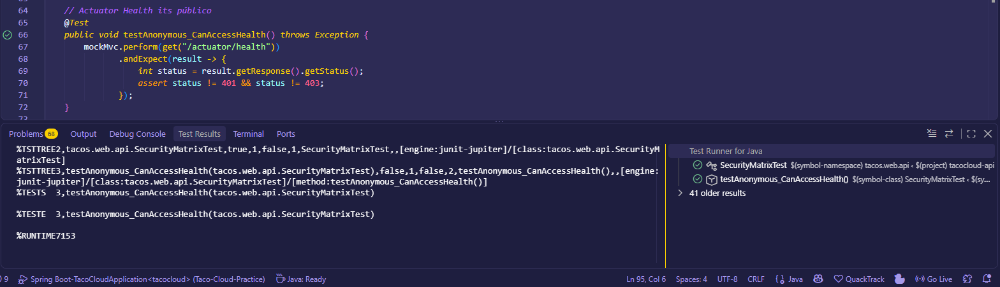 64 // Actuator Health its público
65 @Test
66 public void testAnonymous_CanAccessHealth() throws Exception {
67 mockMvc.perform(get("/actuator/health"))
68 .andExpect(result -> {
69 int status = result.getResponse().getStatus();
70 assert status != 401 && status != 403;
71 });
72 }
73
Problems 68 Output Debug Console Test Results Terminal Ports
%TSTTREE2,tacos.web.api.SecurityMatrixTest,true,1,false,1,SecurityMatrixTest,,[engine:junit-jupiter]/[class:tacos.web.api.SecurityM
atrixTest]
%TSTTREE3,testAnonymous_CanAccessHealth(tacos.web.api.SecurityMatrixTest),false,1,false,2,testAnonymous_CanAccessHealth(),,[engine:
junit-jupiter]/[class:tacos.web.api.SecurityMatrixTest]/[method:testAnonymous_CanAccessHealth()]
%TESTS 3,testAnonymous_CanAccessHealth(tacos.web.api.SecurityMatrixTest)
%TESTE 3,testAnonymous_CanAccessHealth(tacos.web.api.SecurityMatrixTest)
%RUNTIME7153
Test Runner for Java
SecurityMatrixTest $(symbol-namespace) tacos.web.api ‹ $(project) tacocloud-api
testAnonymous_CanAccessHealth() $(symbol-class) SecurityMatrixTest ‹ $(sy...
41 older results
9 Spring Boot-TacoCloudApplication<tacocloud> (Taco-Cloud-Practice) Java: Ready Ln 95, Col 6 Spaces: 4 UTF-8 CRLF {} Java QuackTrack Go Live